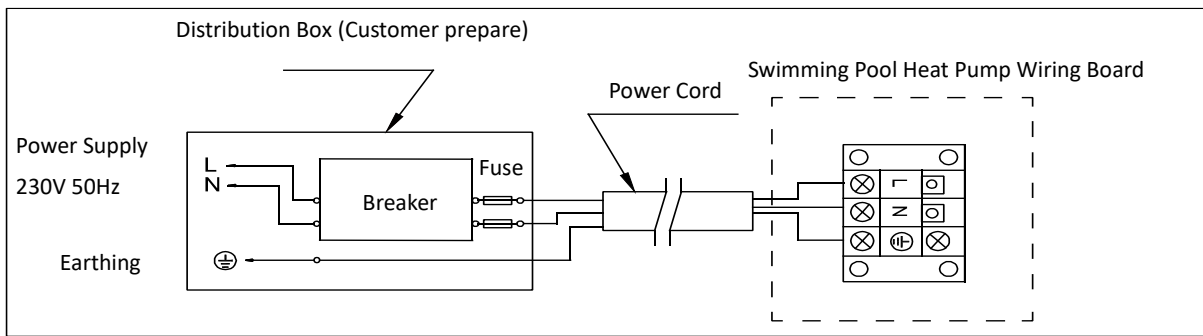 Distribution Box (Customer prepare)
Swimming Pool Heat Pump Wiring Board
Power Cord
Power Supply
230V 50Hz
L
N
Fuse
Breaker
Earthing
L
N